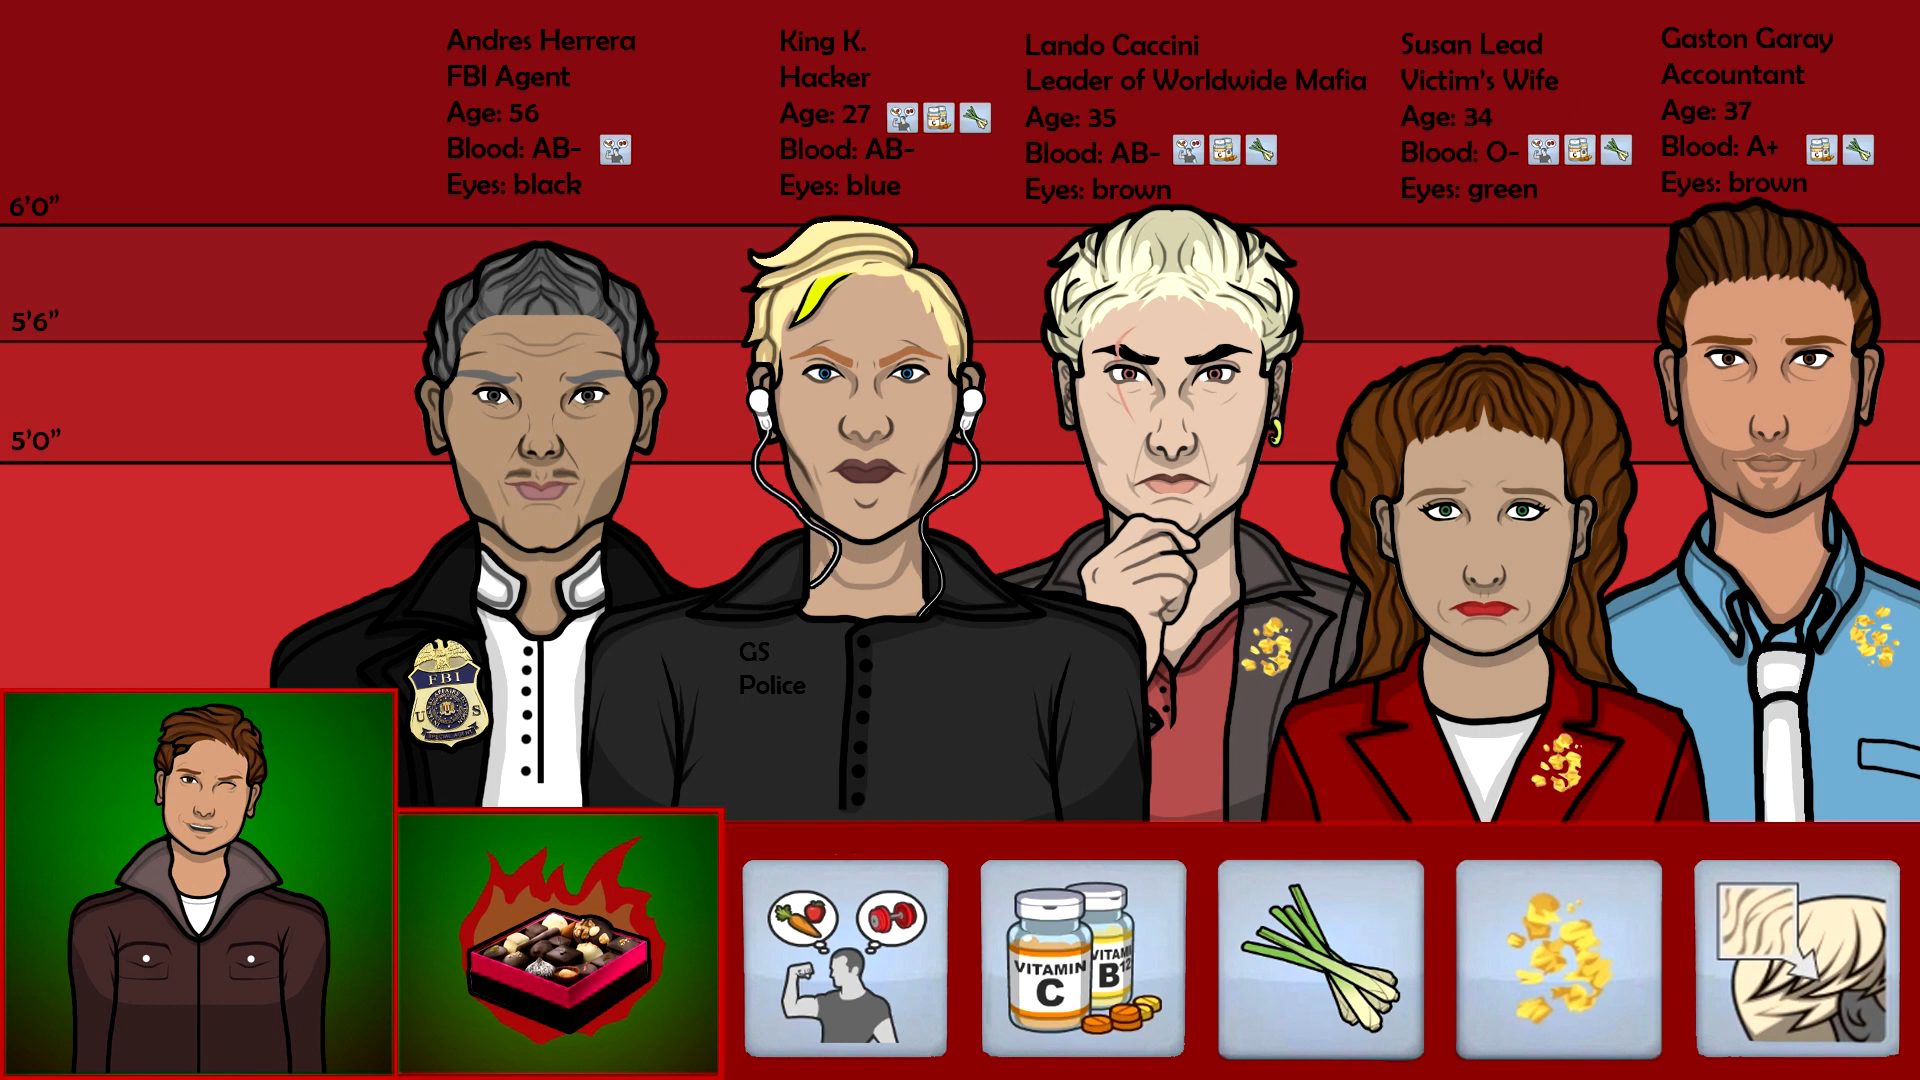 Andres Herrera
FBI Agent
Age: 56
Blood: AB-
Eyes: black
King K.
Hacker
Age: 27
Blood: AB-
Eyes: blue
Lando Caccini
Leader of Worldwide Mafia
Age: 35
Blood: AB-
Eyes: brown
Susan Lead
Victim's Wife
Age: 34
Blood: O-
Eyes: green
Gaston Garay
Accountant
Age: 37
Blood: A+
Eyes: brown
6'0"
5'6"
5'0"
FBI
U S
GS
Police
VITAMIN
C
VITAM
B12